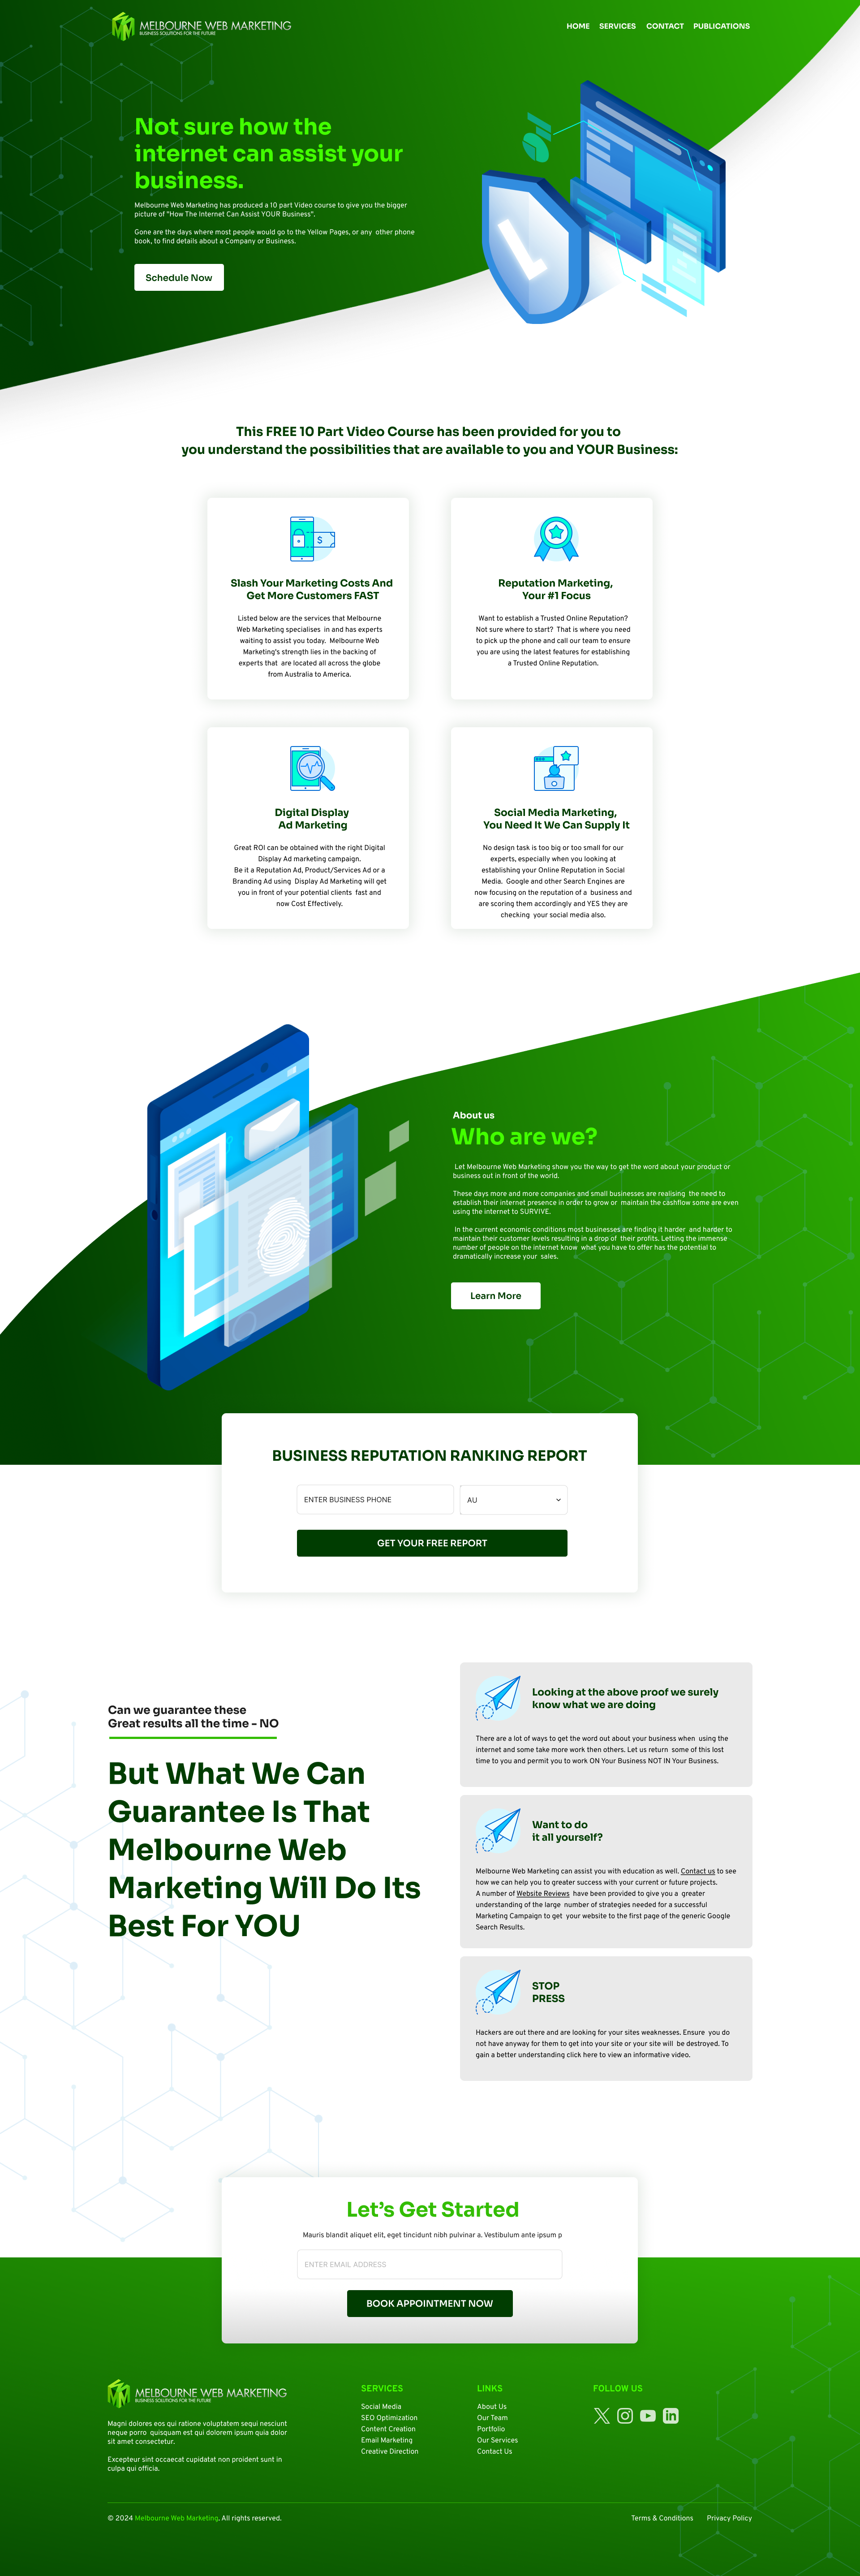 MELBOURNE WEB MARKETING
BUSINESS SOLUTIONS FOR THE FUTURE
HOME SERVICES CONTACT PUBLICATIONS
Not sure how the
internet can assist your
business.
Melbourne Web Marketing has produced a 10 part Video course to give you the bigger
picture of "How The Internet Can Assist YOUR Business".
Gone are the days where most people would go to the Yellow Pages, or any other phone
book, to find details about a Company or Business.
Schedule Now
This FREE 10 Part Video Course has been provided for you to
you understand the possibilities that are available to you and YOUR Business:
$
Slash Your Marketing Costs And
Get More Customers FAST
Listed below are the services that Melbourne
Web Marketing specialises in and has experts
waiting to assist you today. Melbourne Web
Marketing's strength lies in the backing of
experts that are located all across the globe
from Australia to America.
Reputation Marketing,
Your #1 Focus
Want to establish a Trusted Online Reputation?
Not sure where to start? That is where you need
to pick up the phone and call our team to ensure
you are using the latest features for establishing
a Trusted Online Reputation.
Digital Display
Ad Marketing
Great ROI can be obtained with the right Digital
Display Ad marketing campaign.
Be it a Reputation Ad, Product/Services Ad or a
Branding Ad using Display Ad Marketing will get
you in front of your potential clients fast and
now Cost Effectively.
Social Media Marketing,
You Need It We Can Supply It
No design task is too big or too small for our
experts, especially when you looking at
establishing your Online Reputation in Social
Media. Google and other Search Engines are
now focusing on the reputation of a business and
are scoring them accordingly and YES they are
checking your social media also.
About us
Who are we?
Let Melbourne Web Marketing show you the way to get the word about your product or
business out in front of the world.
These days more and more companies and small businesses are realising the need to
establish their internet presence in order to grow or maintain the cashflow some are even
using the internet to SURVIVE.
In the current economic conditions most businesses are finding it harder and harder to
maintain their customer levels resulting in a drop of their profits. Letting the immense
number of people on the internet know what you have to offer has the potential to
dramatically increase your sales.
Learn More
BUSINESS REPUTATION RANKING REPORT
ENTER BUSINESS PHONE AU
GET YOUR FREE REPORT
Can we guarantee these
Great results all the time - NO
But What We Can
Guarantee Is That
Melbourne Web
Marketing Will Do Its
Best For YOU
Looking at the above proof we surely
know what we are doing
There are a lot of ways to get the word out about your business when using the
internet and some take more work then others. Let us return some of this lost
time to you and permit you to work ON Your Business NOT IN Your Business.
Want to do
it all yourself?
Melbourne Web Marketing can assist you with education as well. Contact us to see
how we can help you to greater success with your current or future projects.
A number of Website Reviews have been provided to give you a greater
understanding of the large number of strategies needed for a successful
Marketing Campaign to get your website to the first page of the generic Google
Search Results.
STOP
PRESS
Hackers are out there and are looking for your sites weaknesses. Ensure you do
not have anyway for them to get into your site or your site will be destroyed. To
gain a better understanding click here to view an informative video.
Let's Get Started
Mauris blandit aliquet elit, eget tincidunt nibh pulvinar a. Vestibulum ante ipsum p
ENTER EMAIL ADDRESS
BOOK APPOINTMENT NOW
MELBOURNE WEB MARKETING
BUSINESS SOLUTIONS FOR THE FUTURE
Magni dolores eos qui ratione voluptatem sequi nesciunt
neque porro quisquam est qui dolorem ipsum quia dolor
sit amet consectetur.
Excepteur sint occaecat cupidatat non proident sunt in
culpa qui officia.
SERVICES
Social Media
SEO Optimization
Content Creation
Email Marketing
Creative Direction
LINKS
About Us
Our Team
Portfolio
Our Services
Contact Us
FOLLOW US
© 2024 Melbourne Web Marketing. All rights reserved.
Terms & Conditions Privacy Policy